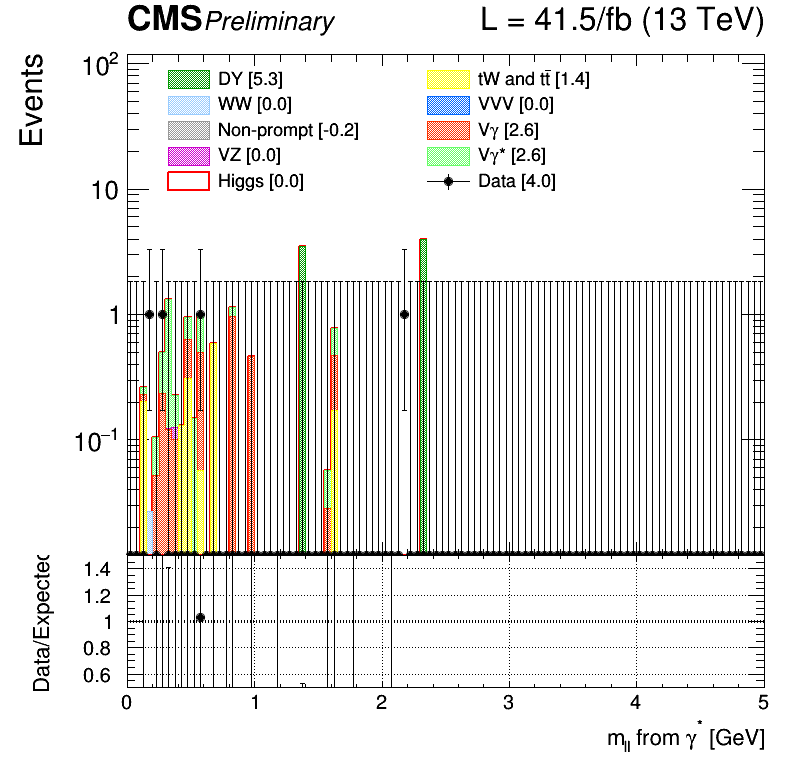 CMS Preliminary L = 41.5/fb (13 TeV)
Events
10²
10
1
10⁻¹
DY [5.3]
WW [0.0]
Non-prompt [-0.2]
VZ [0.0]
Higgs [0.0]
tW and tt̄ [1.4]
VVV [0.0]
Vγ [2.6]
Vγ* [2.6]
Data [4.0]
Data/Expected
1.4
1.2
1
0.8
0.6
0 1 2 3 4 5
m_ll from γ* [GeV]